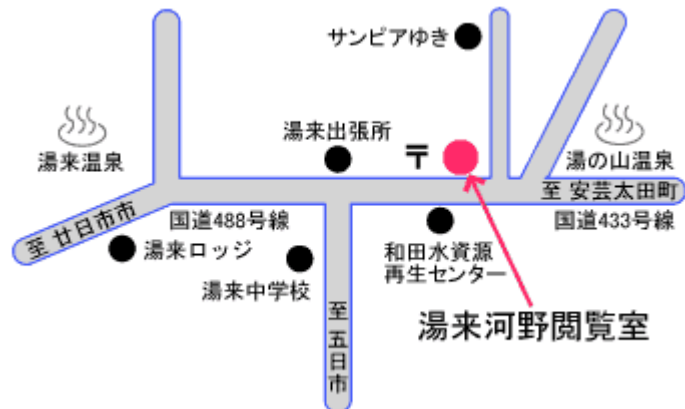 サンピアゆき
湯来出張所
〒
湯来温泉
湯の山温泉
至 安芸太田町
至 廿日市市
国道488号線
国道433号線
湯来ロッジ
和田水資源
再生センター
湯来中学校
至 五日市
湯来河野閲覧室